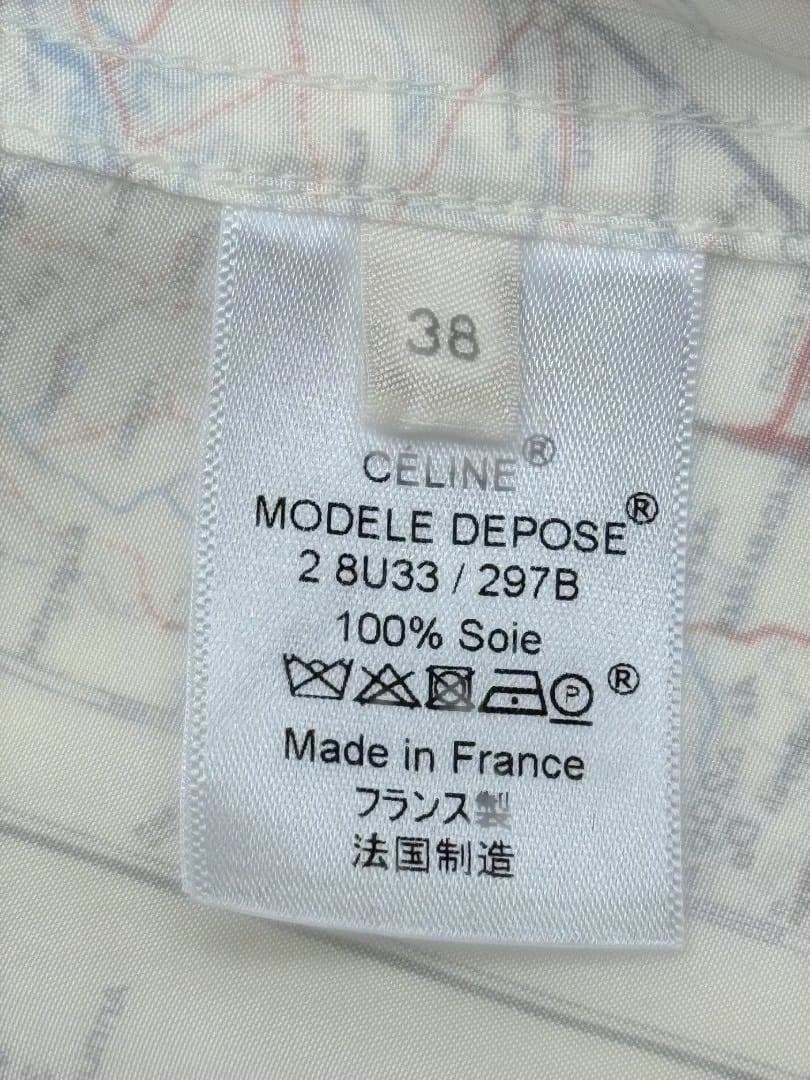 38
CÉLINE®
MODELE DEPOSE®
2 8U33 / 297B
100% Soie
P ®
Made in France
フランス製
法国制造